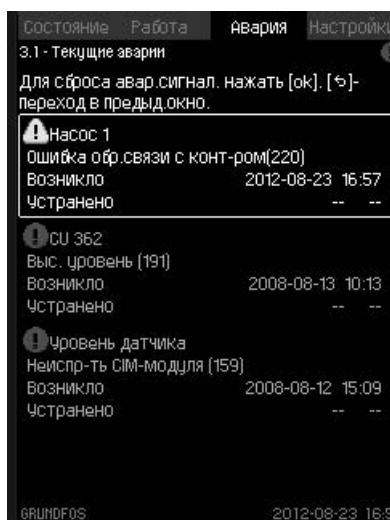 Состояние Работа Авария Настройки
3.1 - Текущие аварии
Для сброса авар.сигнал. нажать [ok]. [↰]-
переход в предыд.окно.
Насос 1
Ошибка обр.связи с конт-ром(220)
Возникло 2012-08-23 16:57
Устранено -- --
CU 362
Выс. уровень (191)
Возникло 2008-08-13 10:13
Устранено -- --
Уровень датчика
Неиспр-ть CIM-модуля (159)
Возникло 2008-08-12 15:09
Устранено -- --
GRUNDFOS 2012-08-23